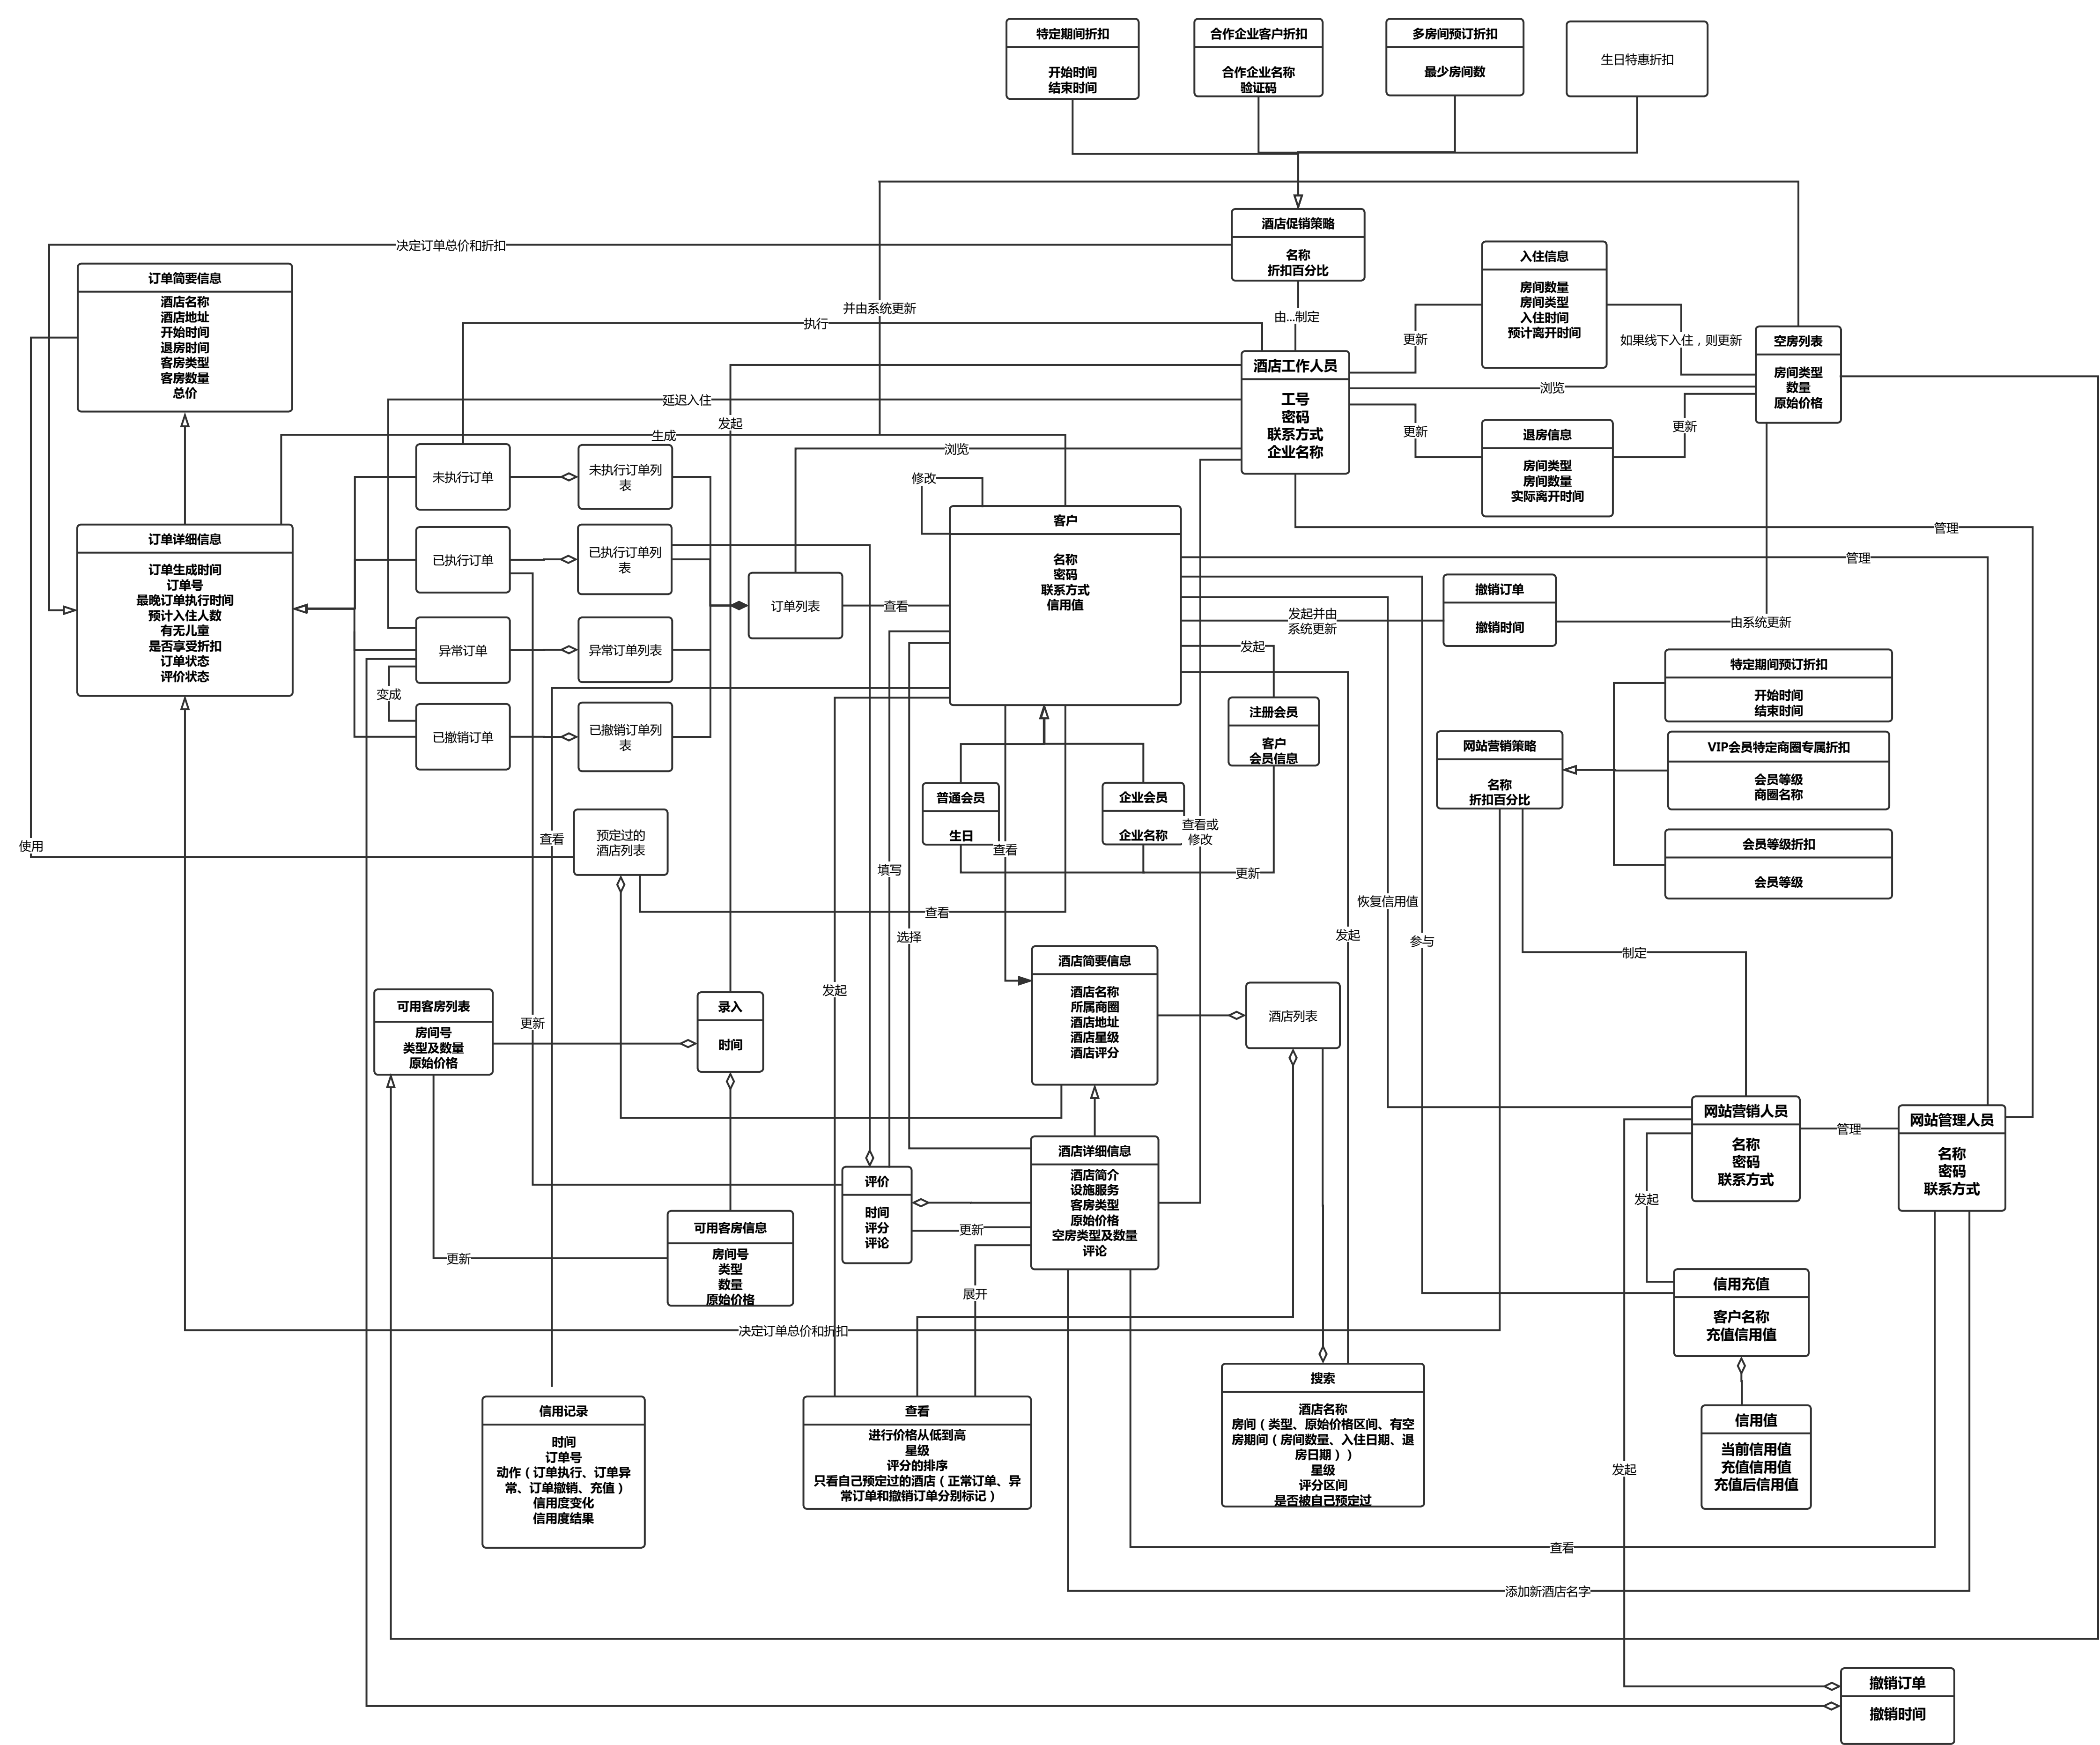 特定期间折扣
开始时间
结束时间
合作企业客户折扣
合作企业名称
验证码
多房间预订折扣
最少房间数
生日特惠折扣
酒店促销策略
名称
折扣百分比
决定订单总价和折扣
订单简要信息
酒店名称
酒店地址
开始时间
退房时间
客房类型
客房数量
总价
并由系统更新
执行
由...制定
入住信息
房间数量
房间类型
入住时间
预计离开时间
更新
如果线下入住，则更新
空房列表
房间类型
数量
原始价格
酒店工作人员
工号
密码
联系方式
企业名称
浏览
延迟入住
发起
生成
浏览
更新
退房信息
房间类型
房间数量
实际离开时间
更新
未执行订单
未执行订单列
表
修改
订单详细信息
订单生成时间
订单号
最晚订单执行时间
预计入住人数
有无儿童
是否享受折扣
订单状态
评价状态
已执行订单
已执行订单列
表
客户
名称
密码
联系方式
信用值
管理
管理
订单列表
查看
撤销订单
撤销时间
发起并由
系统更新
由系统更新
异常订单
异常订单列表
发起
变成
已撤销订单
已撤销订单列
表
注册会员
客户
会员信息
特定期间预订折扣
开始时间
结束时间
网站营销策略
名称
折扣百分比
VIP会员特定商圈专属折扣
会员等级
商圈名称
会员等级折扣
会员等级
普通会员
生日
企业会员
企业名称
查看或
修改
预定过的
酒店列表
使用
查看
查看
填写
更新
恢复信用值
查看
选择
发起
参与
制定
酒店简要信息
酒店名称
所属商圈
酒店地址
酒店星级
酒店评分
酒店列表
可用客房列表
房间号
类型及数量
原始价格
更新
录入
时间
发起
网站营销人员
名称
密码
联系方式
管理
网站管理人员
名称
密码
联系方式
酒店详细信息
酒店简介
设施服务
客房类型
原始价格
空房类型及数量
评论
评价
时间
评分
评论
更新
发起
可用客房信息
房间号
类型
数量
原始价格
更新
展开
信用充值
客户名称
充值信用值
决定订单总价和折扣
信用记录
时间
订单号
动作（订单执行、订单异
常、订单撤销、充值）
信用度变化
信用度结果
查看
进行价格从低到高
星级
评分的排序
只看自己预定过的酒店（正常订单、异
常订单和撤销订单分别标记）
搜索
酒店名称
房间（类型、原始价格区间、有空
房期间（房间数量、入住日期、退
房日期））
星级
评分区间
是否被自己预定过
信用值
当前信用值
充值信用值
充值后信用值
发起
查看
添加新酒店名字
撤销订单
撤销时间